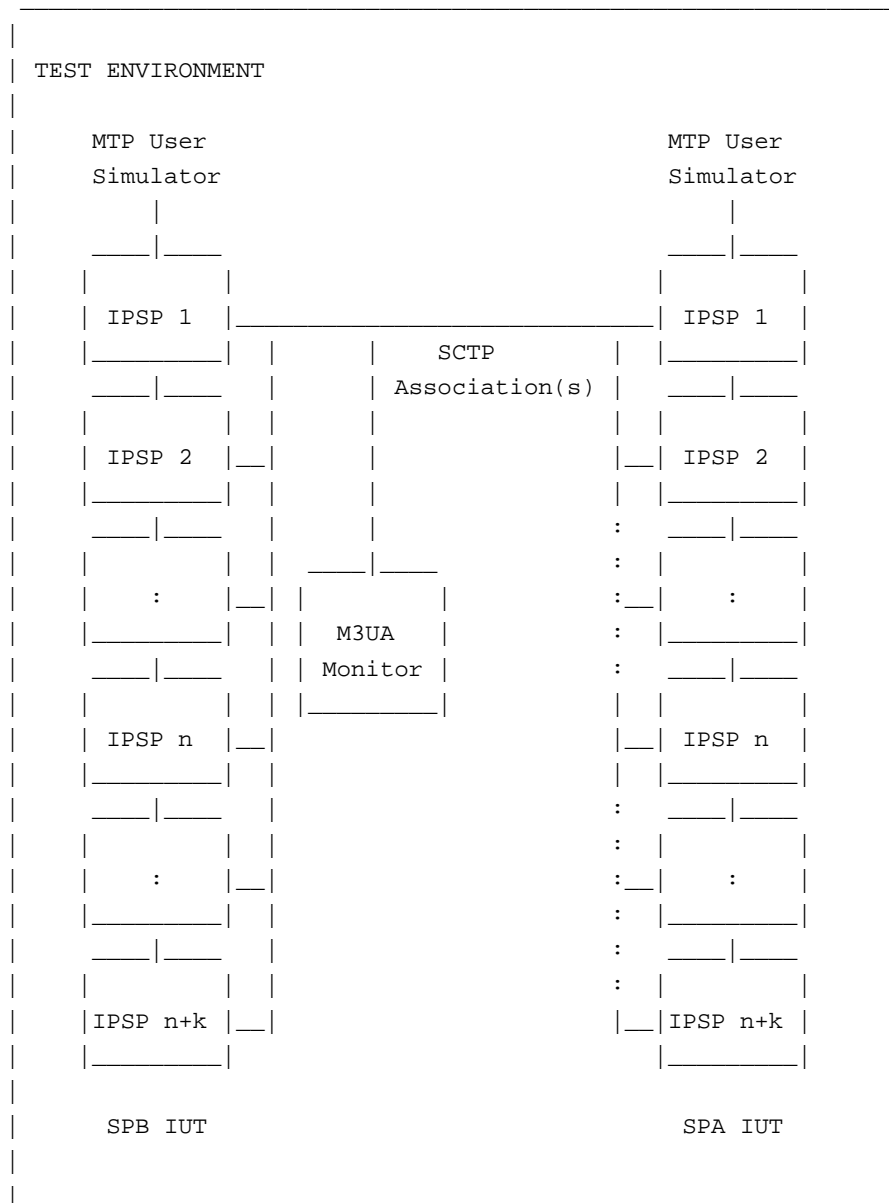 TEST ENVIRONMENT
MTP User MTP User
Simulator Simulator
IPSP 1 IPSP 1
SCTP
Association(s)
IPSP 2 IPSP 2
: :
M3UA
Monitor
IPSP n IPSP n
: :
IPSP n+k IPSP n+k
SPB IUT SPA IUT